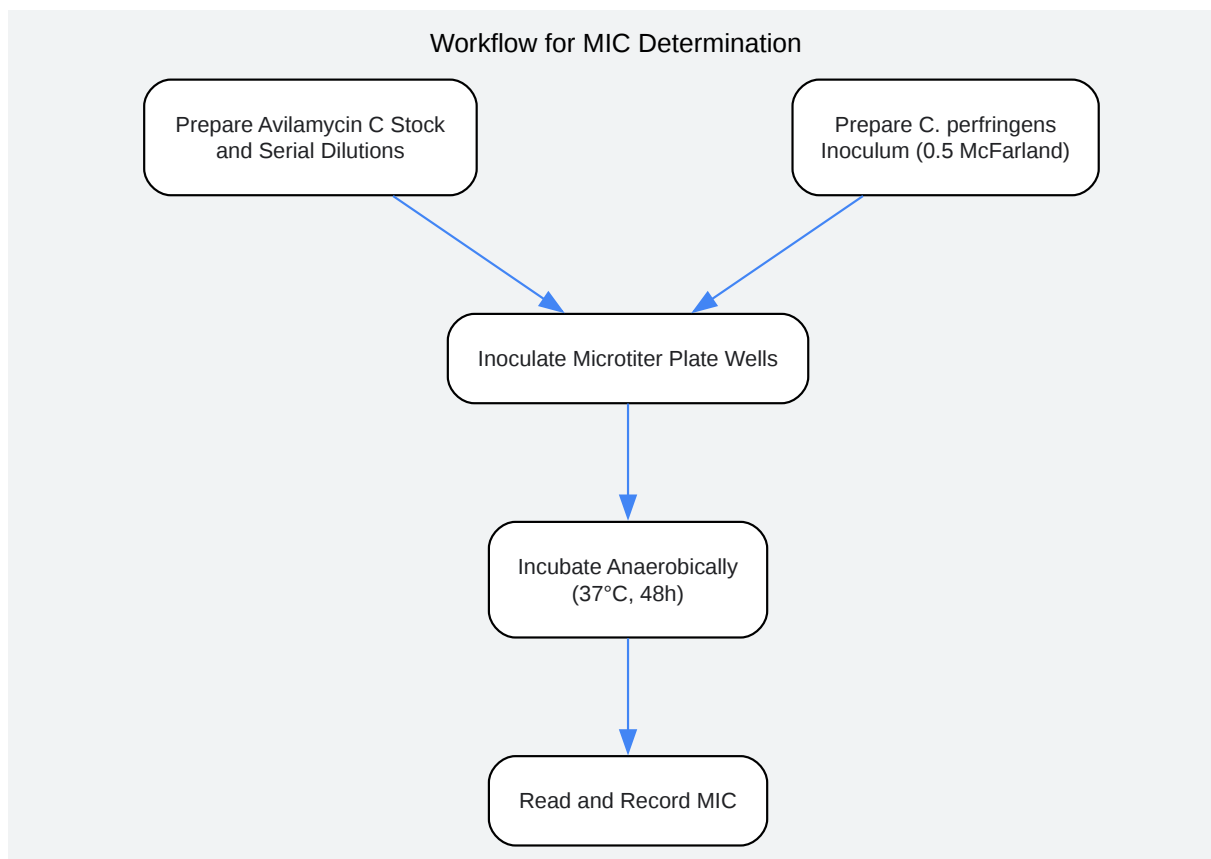 Workflow for MIC Determination
Prepare Avilamycin C Stock
and Serial Dilutions
Prepare C. perfringens
Inoculum (0.5 McFarland)
Inoculate Microtiter Plate Wells
Incubate Anaerobically
(37°C, 48h)
Read and Record MIC